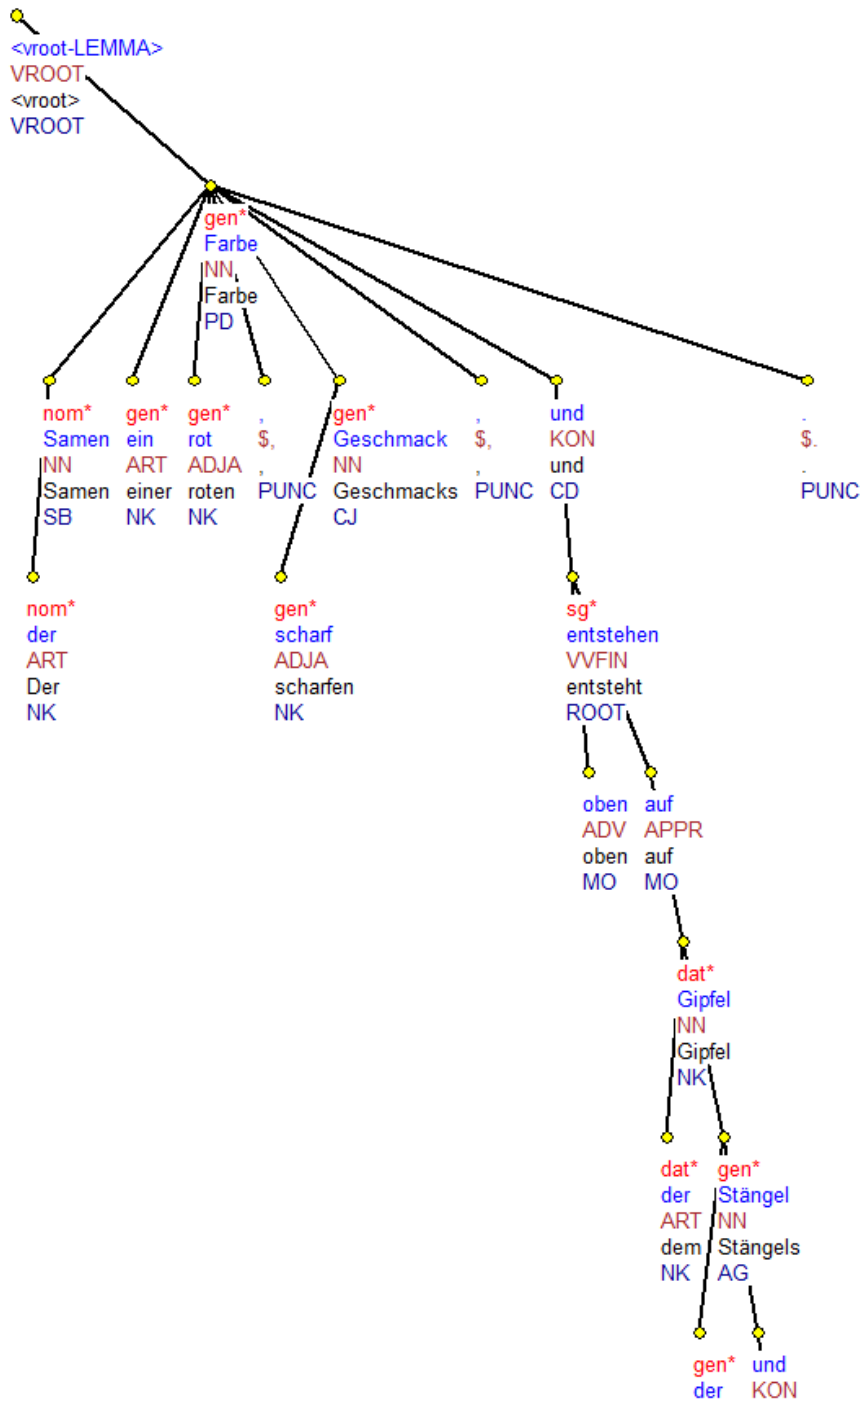 <vroot-LEMMA>
VROOT
<vroot>
VROOT
gen*
Farbe
NN
Farbe
PD
nom* gen* gen* , gen* , und .
Samen ein rot $, Geschmack $, KON $.
NN ART ADJA , NN , und .
Samen einer roten PUNC Geschmacks PUNC CD PUNC
SB NK NK CJ
nom* gen* sg*
der scharf entstehen
ART ADJA VVFIN
Der scharfen entsteht
NK NK ROOT
oben auf
ADV APPR
oben auf
MO MO
dat*
Gipfel
NN
Gipfel
NK
dat* gen*
der Stängel
ART NN
dem Stängels
NK AG
gen* und
der KON